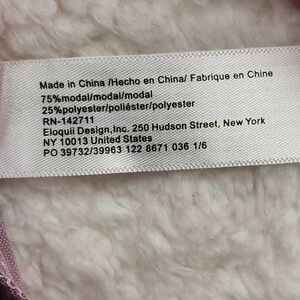 Made in China /Hecho en China/ Fabrique en Chine
75%modal/modal/modal
25%polyester/poliéster/polyester
RN-142711
Eloquii Design,Inc. 250 Hudson Street, New York
NY 10013 United States
PO 39732/39963 122 8671 036 1/6